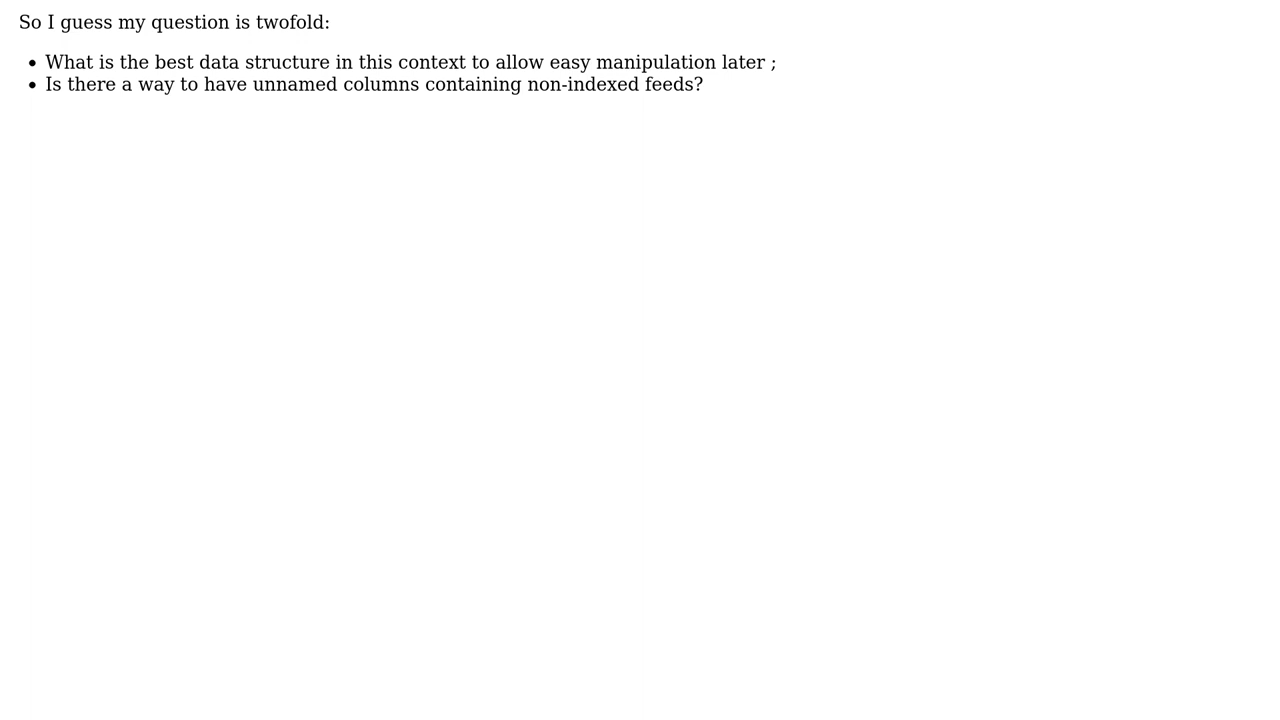 So I guess my question is twofold:
• What is the best data structure in this context to allow easy manipulation later ;
• Is there a way to have unnamed columns containing non-indexed feeds?